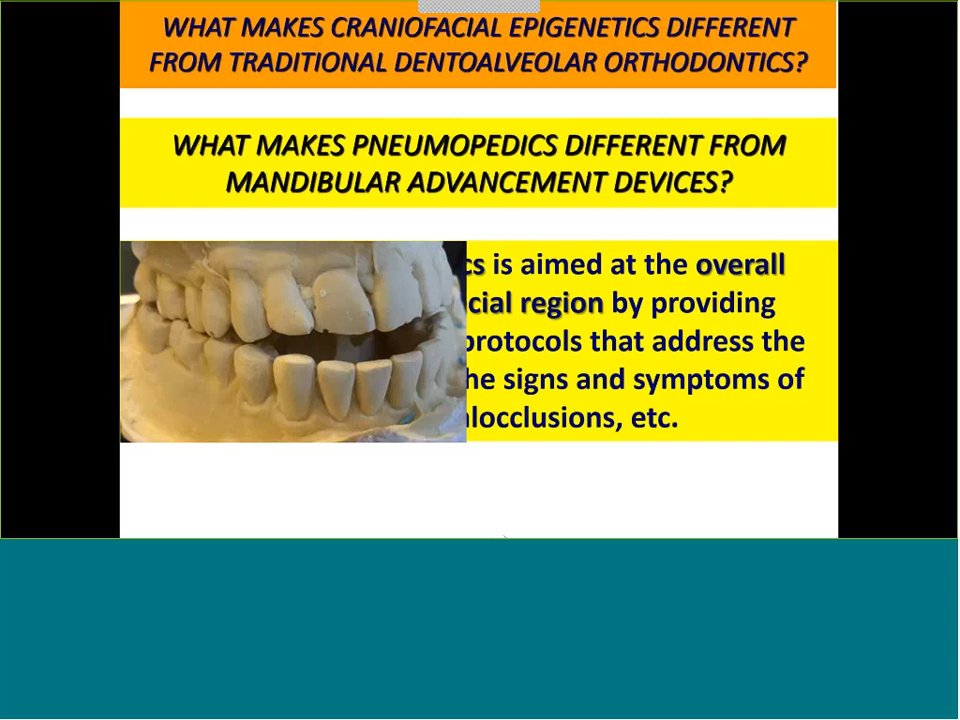 WHAT MAKES CRANIOFACIAL EPIGENETICS DIFFERENT
FROM TRADITIONAL DENTOALVEOLAR ORTHODONTICS?
WHAT MAKES PNEUMOPEDICS DIFFERENT FROM
MANDIBULAR ADVANCEMENT DEVICES?
is aimed at the overall
region by providing
protocols that address the
signs and symptoms of
etc.